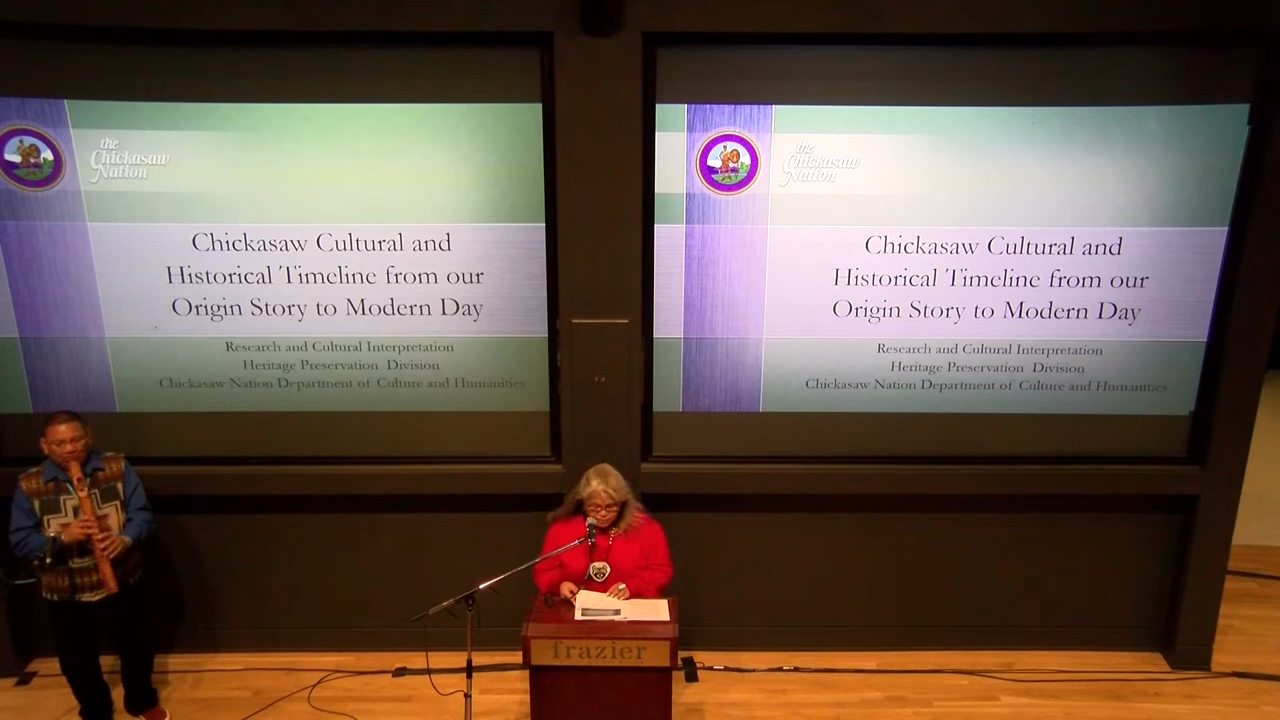 the
Chickasaw
Nation
Chickasaw Cultural and
Historical Timeline from our
Origin Story to Modern Day
Research and Cultural Interpretation
Heritage Preservation Division
Chickasaw Nation Department of Culture and Humanities
the
Chickasaw
Nation
Chickasaw Cultural and
Historical Timeline from our
Origin Story to Modern Day
Research and Cultural Interpretation
Heritage Preservation Division
Chickasaw Nation Department of Culture and Humanities
frazier